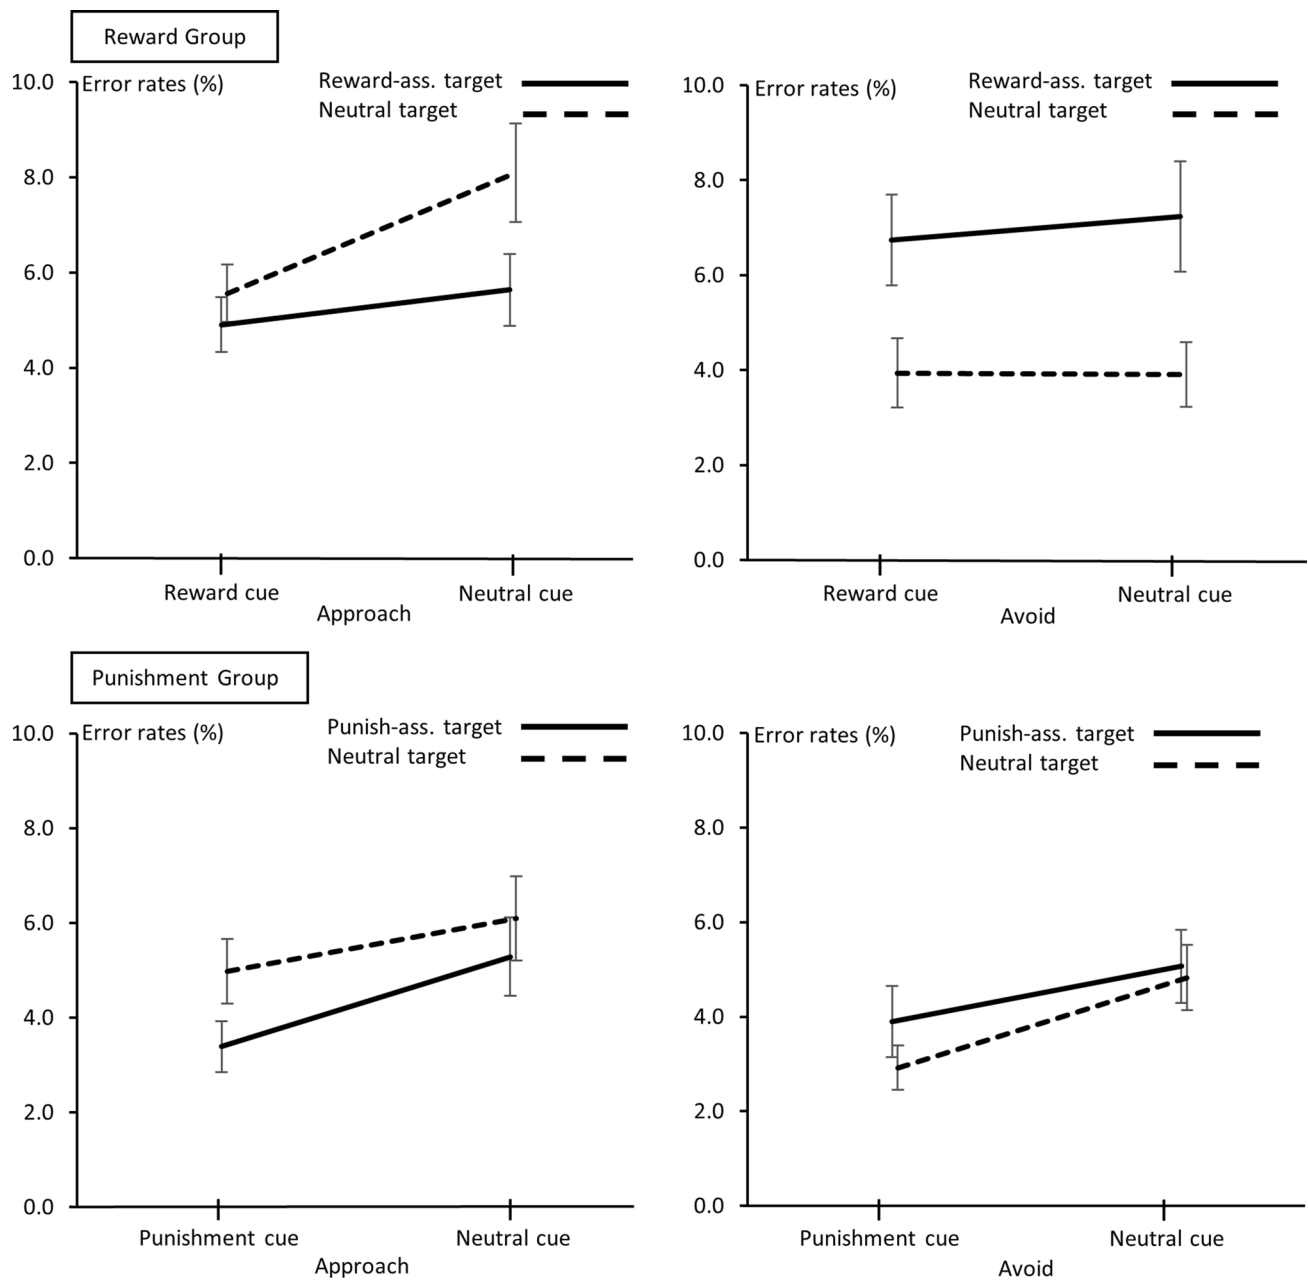 Reward Group
10.0
Error rates (%)
Reward-ass. target
Neutral target
8.0
6.0
4.0
2.0
0.0
Reward cue
Neutral cue
Approach
10.0
Error rates (%)
Reward-ass. target
Neutral target
8.0
6.0
4.0
2.0
0.0
Reward cue
Neutral cue
Avoid
Punishment Group
10.0
Error rates (%)
Punish-ass. target
Neutral target
8.0
6.0
4.0
2.0
0.0
Punishment cue
Neutral cue
Approach
10.0
Error rates (%)
Punish-ass. target
Neutral target
8.0
6.0
4.0
2.0
0.0
Punishment cue
Neutral cue
Avoid